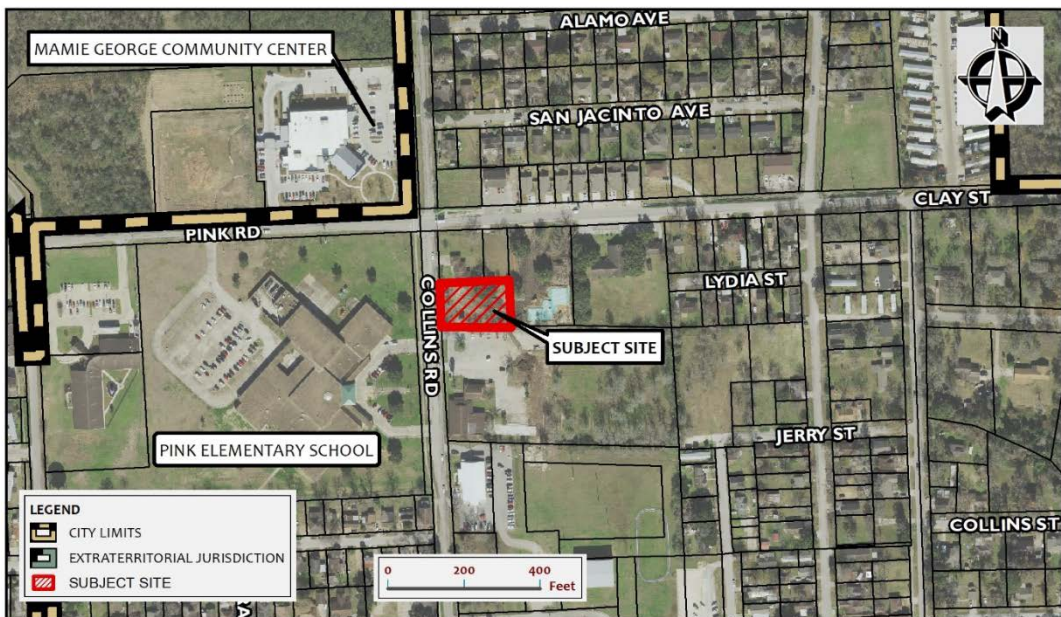 ALAMO AVE
MAMIE GEORGE COMMUNITY CENTER
N
SAN JACINTO AVE
CLAY ST
PINK RD
LYDIA ST
COLLINS RD
SUBJECT SITE
JERRY ST
PINK ELEMENTARY SCHOOL
LEGEND
CITY LIMITS
EXTRATERRITORIAL JURISDICTION
SUBJECT SITE
COLLINS ST
0 200 400
Feet